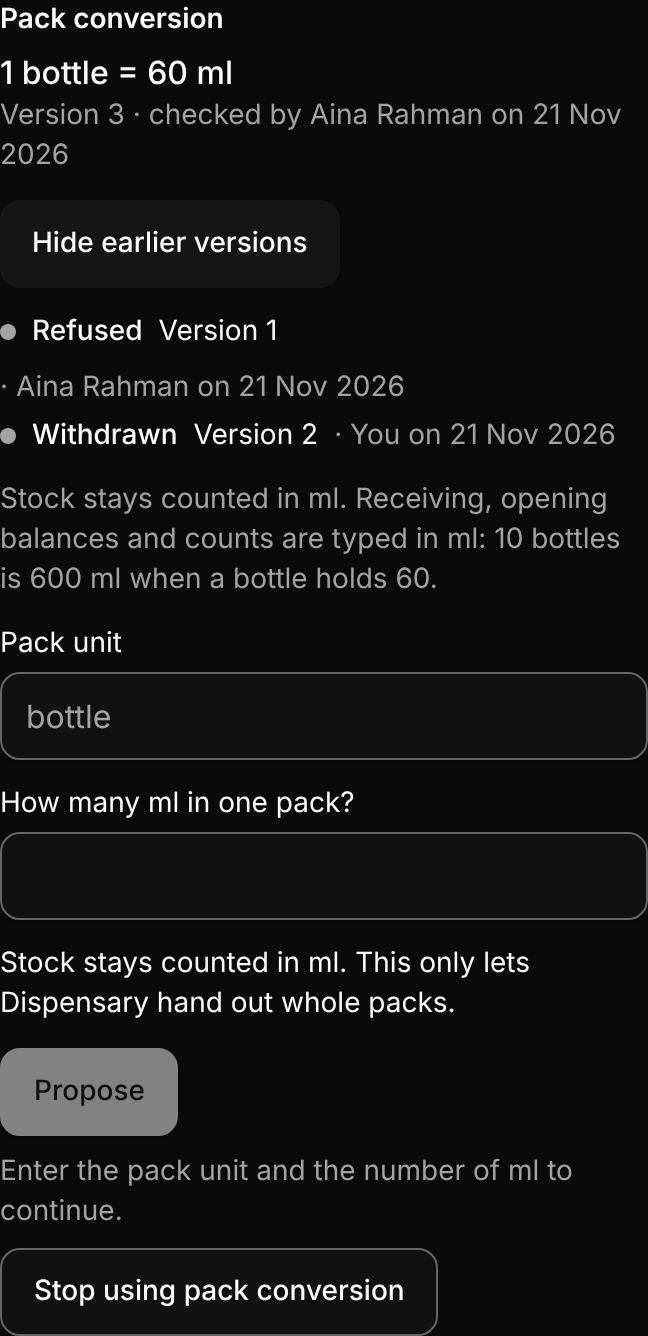 Pack conversion
1 bottle = 60 ml
Version 3 · checked by Aina Rahman on 21 Nov
2026
Hide earlier versions
Refused Version 1
· Aina Rahman on 21 Nov 2026
Withdrawn Version 2 · You on 21 Nov 2026
Stock stays counted in ml. Receiving, opening
balances and counts are typed in ml: 10 bottles
is 600 ml when a bottle holds 60.
Pack unit
bottle
How many ml in one pack?
Stock stays counted in ml. This only lets
Dispensary hand out whole packs.
Propose
Enter the pack unit and the number of ml to
continue.
Stop using pack conversion